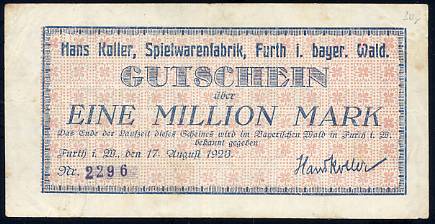 20,-
Hans Koller, Spielwarenfabrik, Furth i. bayer. Wald.
GUTSCHEIN
über
EINE MILLION MARK
Das Ende der Laufzeit dieses Scheines wird im Bayerischen Wald in Furth i. W.
bekannt gegeben
Furth i. W., den 17. August 1923.
Nr. 2296
Hans Koller